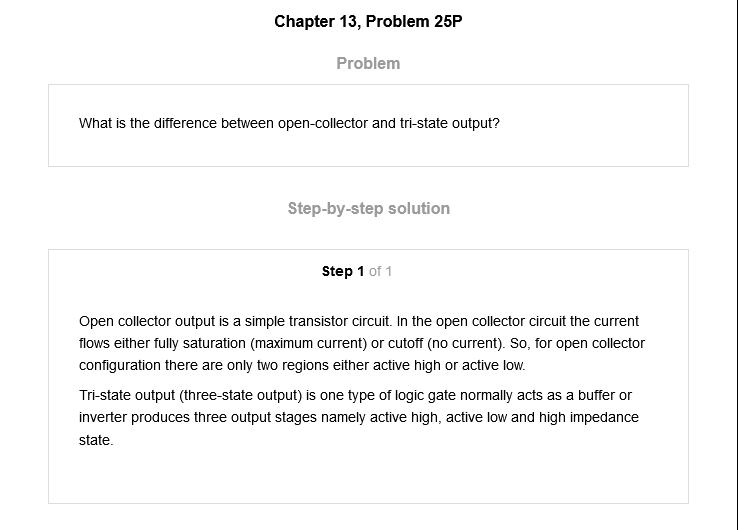 Chapter 13, Problem 25P
Problem
What is the difference between open-collector and tri-state output?
Step-by-step solution
Step 1 of 1
Open collector output is a simple transistor circuit. In the open collector circuit the current
flows either fully saturation (maximum current) or cutoff (no current). So, for open collector
configuration there are only two regions either active high or active low.
Tri-state output (three-state output) is one type of logic gate normally acts as a buffer or
inverter produces three output stages namely active high, active low and high impedance
state.